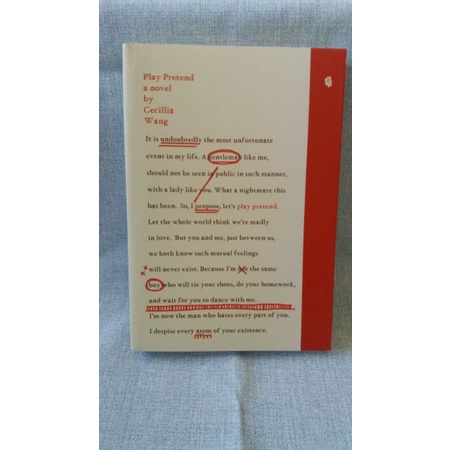 Play Pretend
a novel
by
Cecillia
Wang
It is undoubtedly the most unfortunate
event in my life. A gentleman like me,
should not be seen in public in such manner,
with a lady like you. What a nightmare this
has been. So, I propose, let's play pretend.
Let the whole world think we're madly
in love. But you and me, just between us,
we both know such mutual feelings
will never exist. Because I'm not the same
boy who will tie your shoes, do your homework,
and wait for you to dance with me.
I'm now the man who hates every part of you.
I despise every atom of your existence.